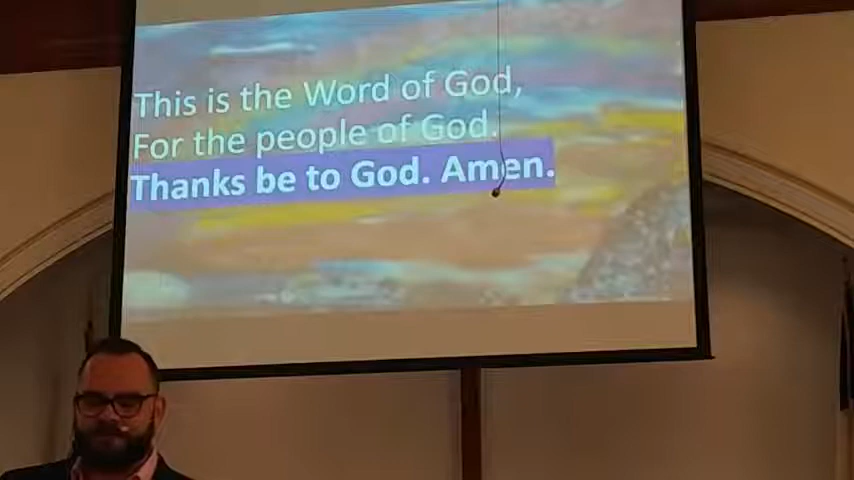 This is the Word of God,
For the people of God.
Thanks be to God. Amen.